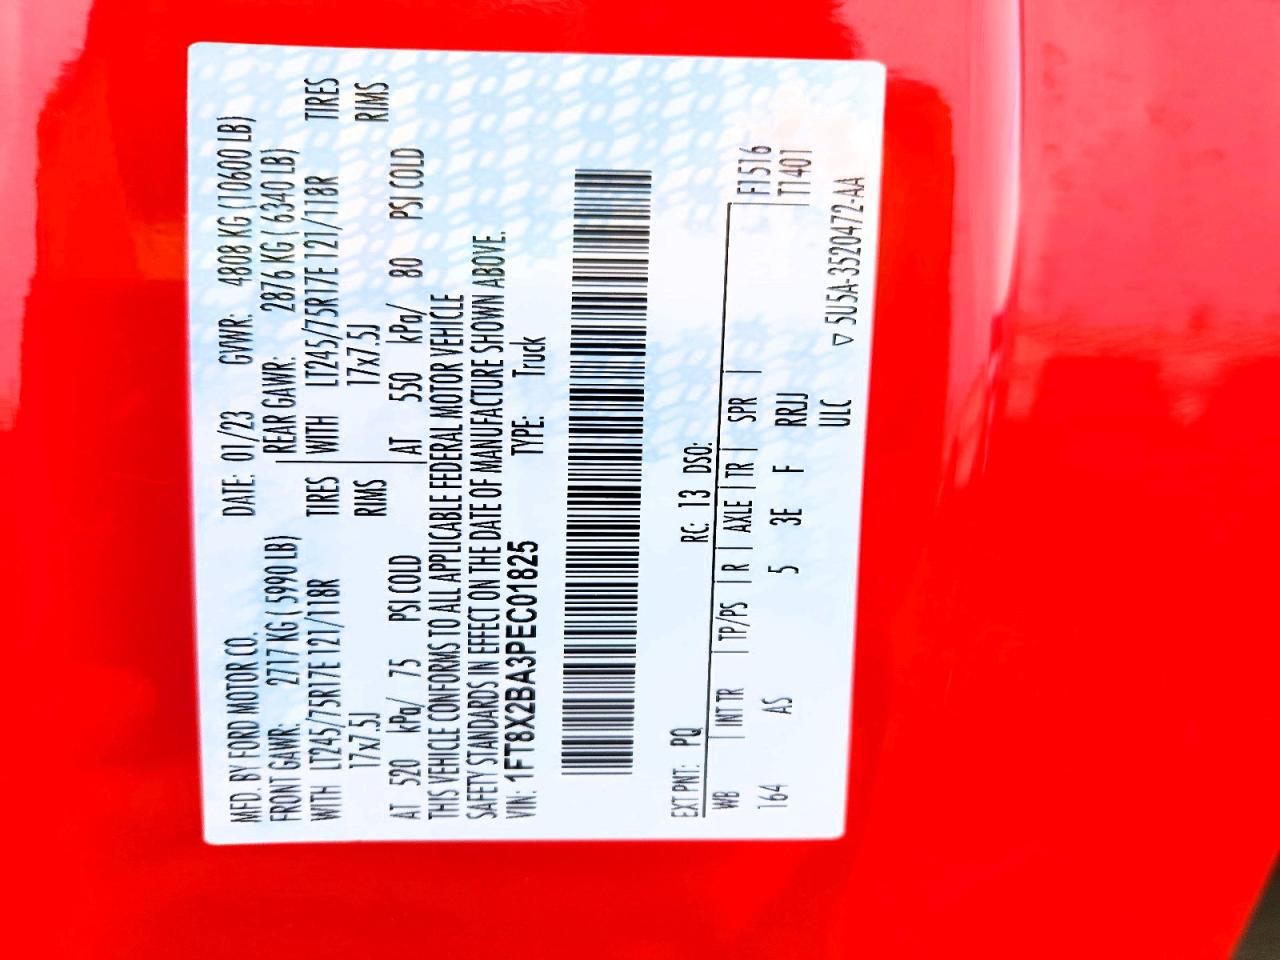 MFD. BY FORD MOTOR CO. DATE: 01/23 GVWR: 4808 KG (10600 LB)
FRONT GAWR: 2717 KG ( 5990 LB) REAR GAWR: 2876 KG ( 6340 LB)
WITH LT245/75R17E 121/118R TIRES WITH LT245/75R17E 121/118R TIRES
17x7.5J RIMS 17x7.5J RIMS
AT 520 kPa/ 75 PSI COLD AT 550 kPa/ 80 PSI COLD
THIS VEHICLE CONFORMS TO ALL APPLICABLE FEDERAL MOTOR VEHICLE
SAFETY STANDARDS IN EFFECT ON THE DATE OF MANUFACTURE SHOWN ABOVE.
VIN: 1FT8X2BA3PEC01825 TYPE: Truck
EXT PNT: PQ RC: 13 DSO:
WB INT TR TP/PS R AXLE TR SPR F1516
164 AS 5 3E F RRJJ T1401
ULC ▽ 5U5A-3520472-AA